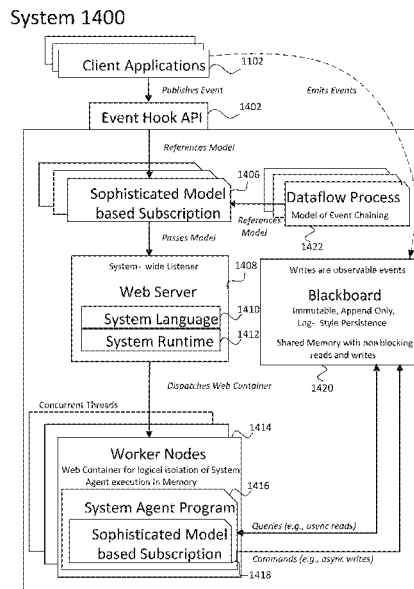 System 1400
Client Applications
1102
Publishes Event
Emits Events
Event Hook API
1402
References Model
1406
Sophisticated Model
based Subscription
Dataflow Process
Model of Event Chaining
References
Model
1422
Passes Model
System- wide Listener
1408
Web Server
System Language
1410
System Runtime
1412
Writes are observable events
Blackboard
Immutable, Append Only,
Log- Style Persistence
Shared Memory with non blocking
reads and writes
1420
Dispatches Web Container
Concurrent Threads
1414
Worker Nodes
Web Container for logical isolation of System
Agent execution in Memory
1416
System Agent Program
Sophisticated Model
based Subscription
Queries (e.g., async reads)
Commands (e.g., async writes)
1418